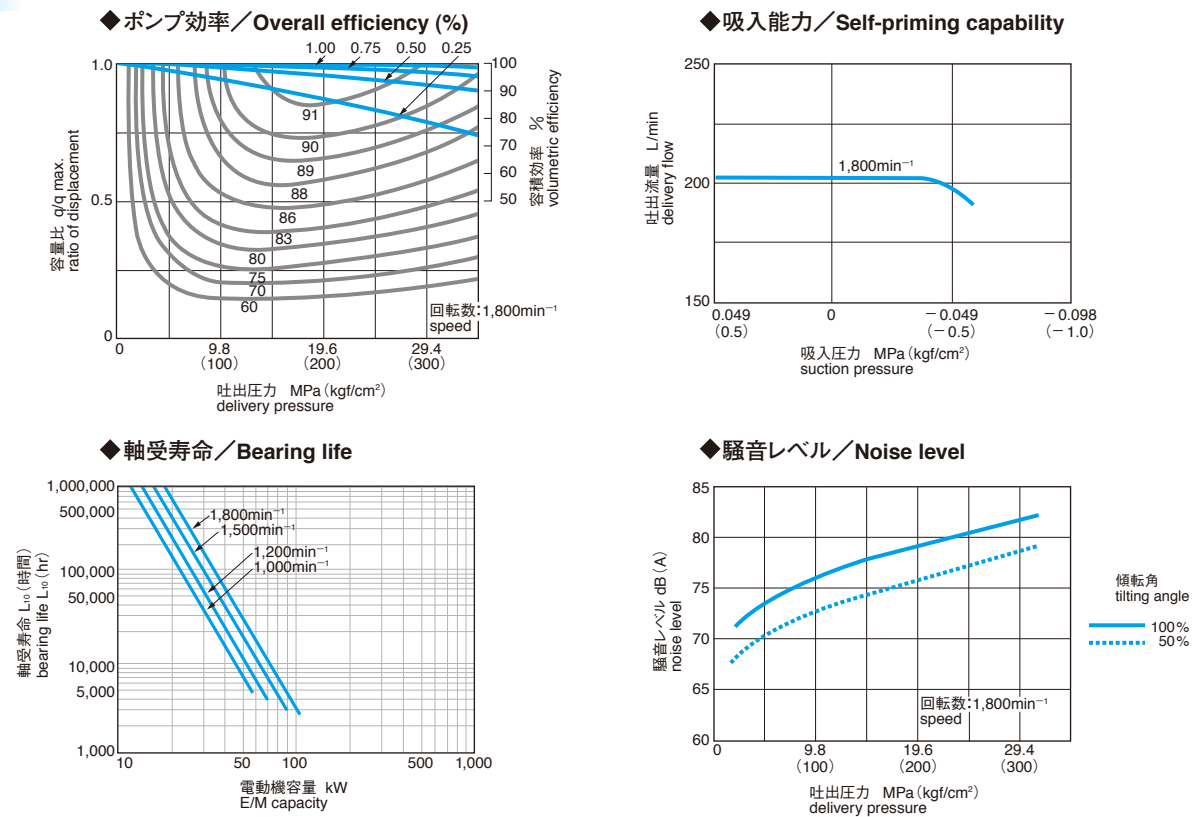 ◆ポンプ効率／Overall efficiency (%)
1.00 0.75 0.50 0.25
1.0
0.5
0
容量比 q/q max.
ratio of displacement
100
90
80
70
60
50
容積効率 %
volumetric efficiency
91
90
89
88
86
83
80
75
70
60
回転数：1,800min⁻¹
speed
0 9.8 19.6 29.4
（100） （200） （300）
吐出圧力 MPa（kgf/cm²）
delivery pressure
◆吸入能力／Self-priming capability
250
200
150
吐出流量 L/min
delivery flow
1,800min⁻¹
0.049 0 －0.049 －0.098
（0.5） （－0.5） （－1.0）
吸入圧力 MPa（kgf/cm²）
suction pressure
◆軸受寿命／Bearing life
1,000,000
500,000
100,000
50,000
10,000
5,000
1,000
軸受寿命 L₁₀（時間）
bearing life L₁₀（hr）
1,800min⁻¹
1,500min⁻¹
1,200min⁻¹
1,000min⁻¹
10 50 100 500 1,000
電動機容量 kW
E/M capacity
◆騒音レベル／Noise level
85
80
75
70
65
60
騒音レベル dB（A）
noise level
回転数：1,800min⁻¹
speed
0 9.8 19.6 29.4
（100） （200） （300）
吐出圧力 MPa（kgf/cm²）
delivery pressure
傾転角
tilting angle
100%
50%